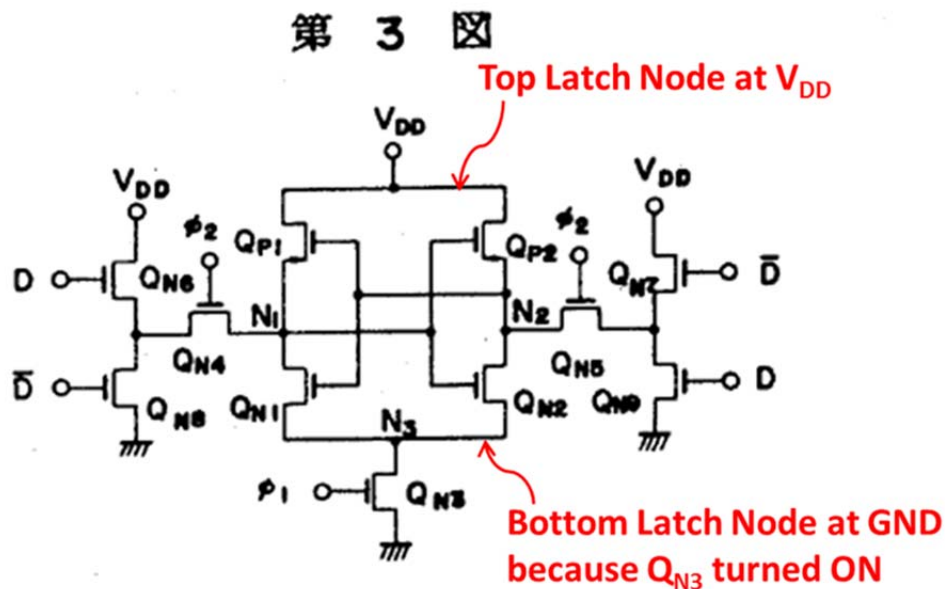 第 3 図
Top Latch Node at VDD
VDD
VDD
VDD
φ2
φ2
QP1
QP2
D
QN6
QN7
D̅
N1
N2
QN4
QN5
D̅
QN8
QN1
QN2
QN9
D
N3
φ1
QN3
Bottom Latch Node at GND
because QN3 turned ON